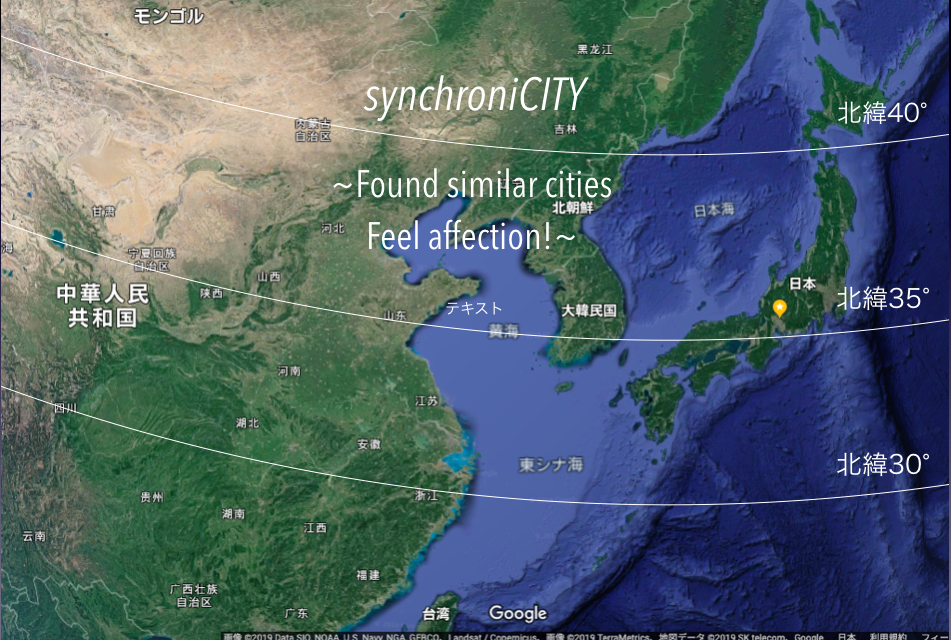 モンゴル
黒龙江
synchroniCITY
北緯40°
内蒙古
自治区
吉林
~Found similar cities
北朝鮮
日本海
甘肃
河北
Feel affection!~
海
宁夏回族
自治区
山西
日本
中華人民
共和国
陕西
北緯35°
テキスト
山东
大韓民国
黄海
河南
四川
江苏
湖北
安徽
東シナ海
北緯30°
贵州
浙江
湖南
江西
云南
福建
广西壮族
自治区
广东
台湾
Google
画像 ©2019 Data SIO, NOAA, U.S. Navy, NGA, GEBCO、Landsat / Copernicus、画像 ©2019 TerraMetrics、地図データ ©2019 SK telecom、Google 日本 利用規約 フィ